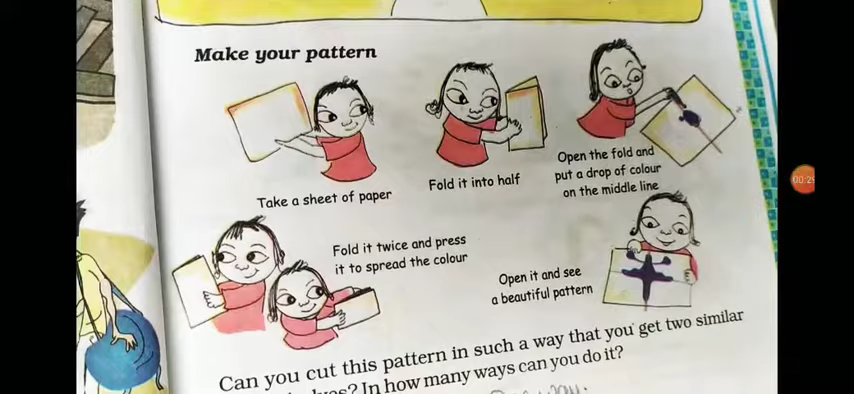 Make your pattern
Take a sheet of paper
Fold it into half
Open the fold and
put a drop of colour
on the middle line
Fold it twice and press
it to spread the colour
Open it and see
a beautiful pattern
Can you cut this pattern in such a way that you get two similar
In how many ways can you do it?
00:29